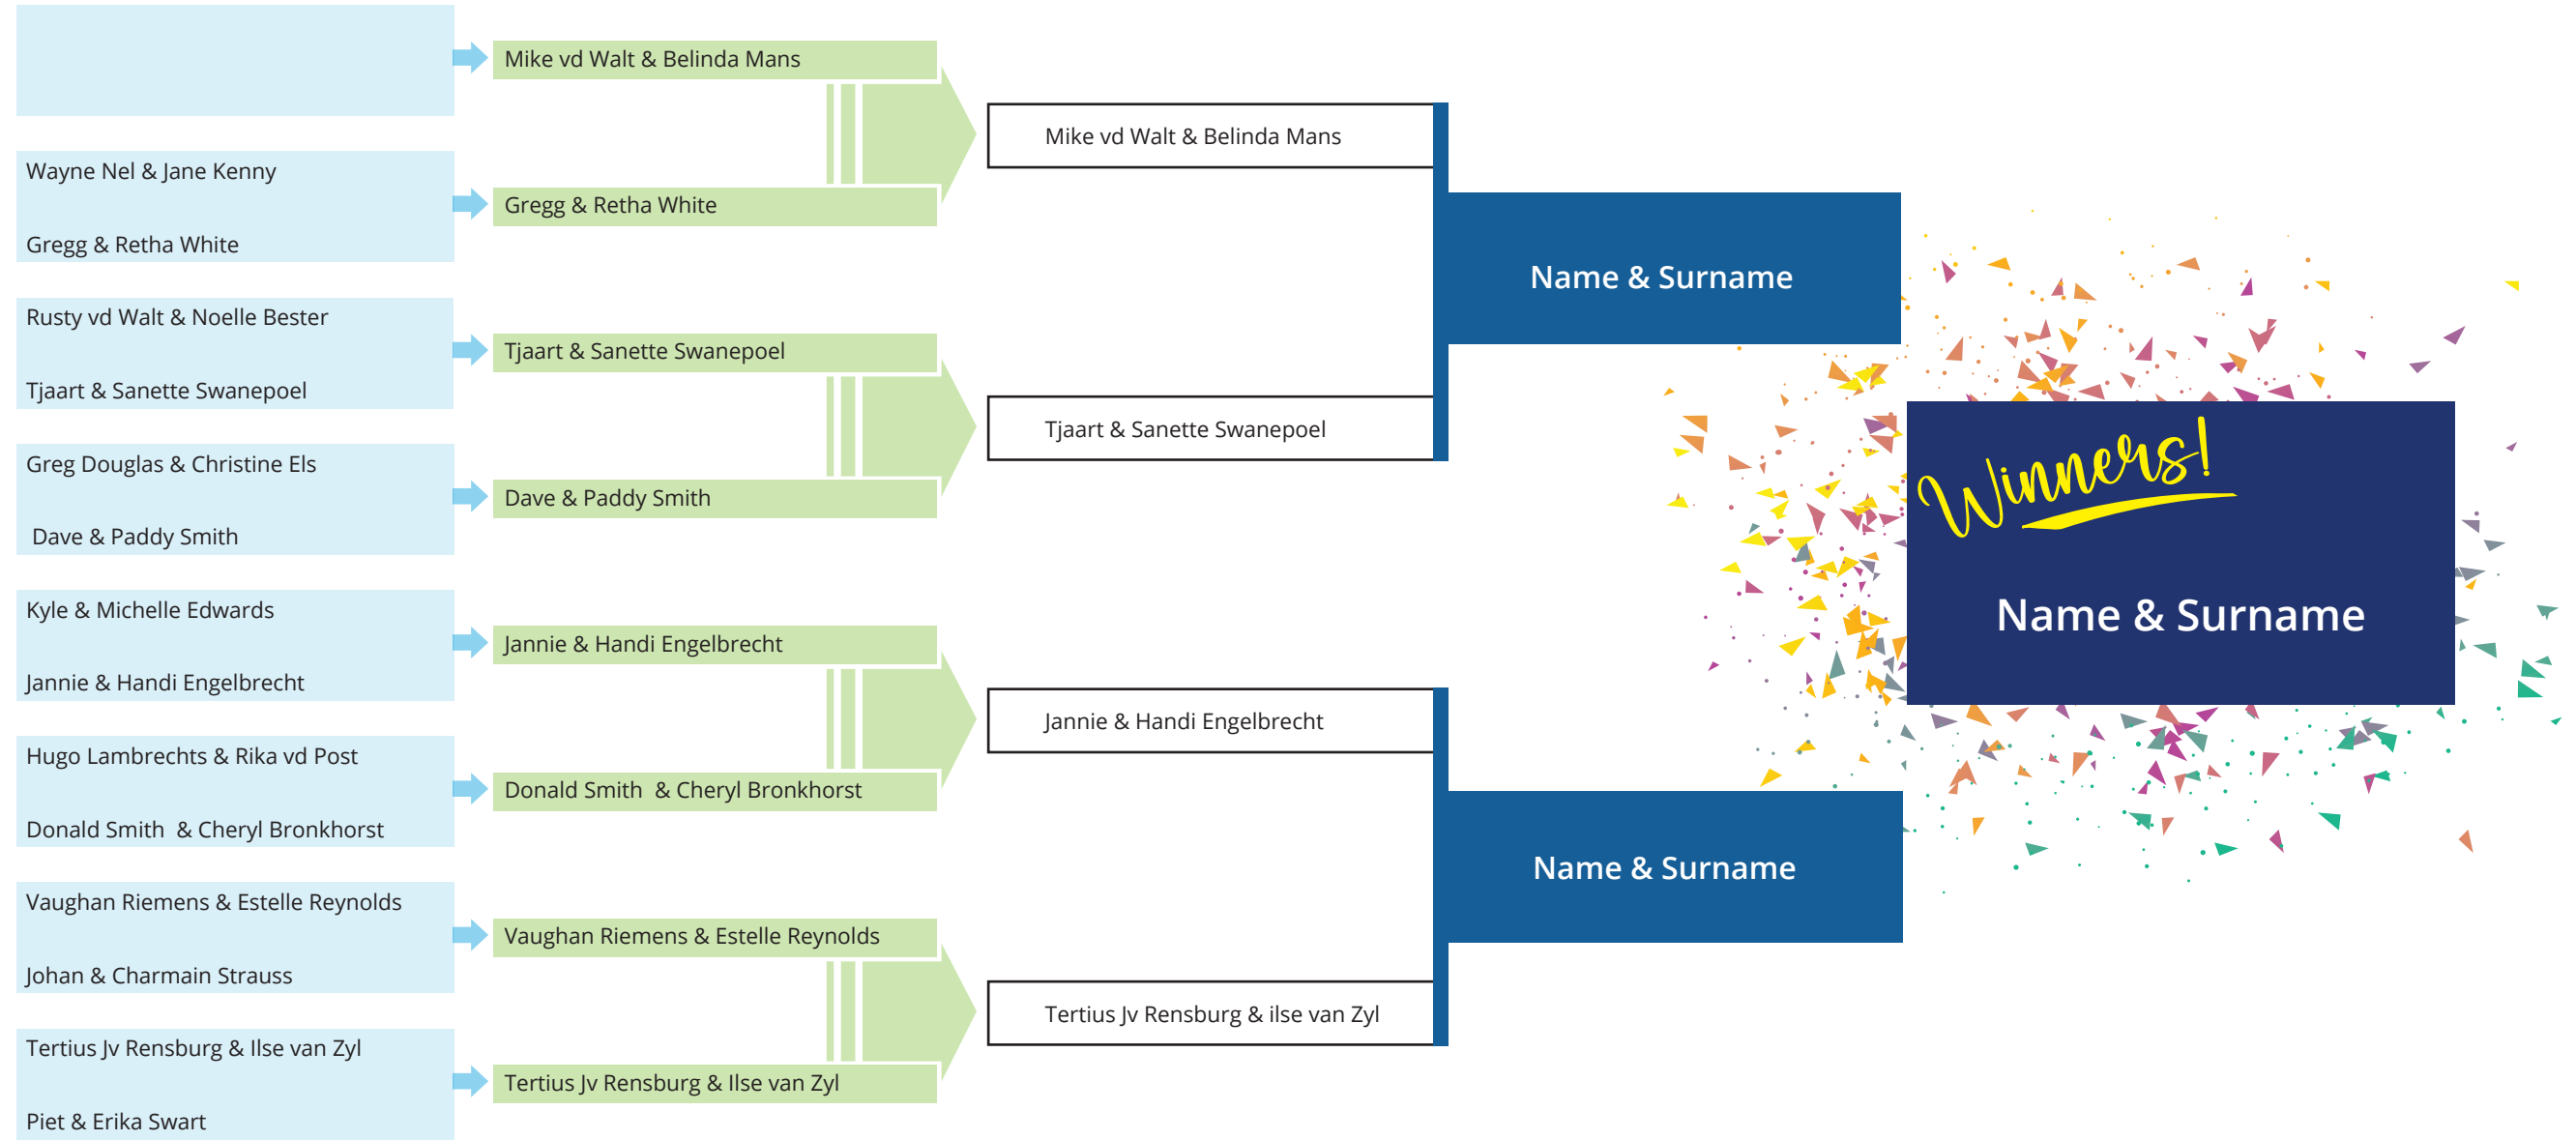 Wayne Nel & Jane Kenny
Gregg & Retha White
Rusty vd Walt & Noelle Bester
Tjaart & Sanette Swanepoel
Greg Douglas & Christine Els
Dave & Paddy Smith
Kyle & Michelle Edwards
Jannie & Handi Engelbrecht
Hugo Lambrechts & Rika vd Post
Donald Smith  & Cheryl Bronkhorst
Vaughan Riemens & Estelle Reynolds
Johan & Charmain Strauss
Tertius Jv Rensburg & Ilse van Zyl
Piet & Erika Swart
Mike vd Walt & Belinda Mans
Gregg & Retha White
Tjaart & Sanette Swanepoel
Dave & Paddy Smith
Jannie & Handi Engelbrecht
Donald Smith  & Cheryl Bronkhorst
Vaughan Riemens & Estelle Reynolds
Tertius Jv Rensburg & Ilse van Zyl
Mike vd Walt & Belinda Mans
Tjaart & Sanette Swanepoel
Jannie & Handi Engelbrecht
Tertius Jv Rensburg & ilse van Zyl
Name & Surname
Name & Surname
Winners!
Name & Surname